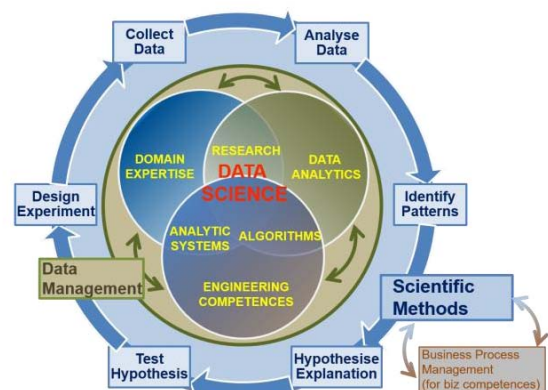 Collect
Data
Analyse
Data
RESEARCH
DOMAIN
EXPERTISE
DATA
ANALYTICS
DATA
SCIENCE
Design
Experiment
Identify
Patterns
ANALYTIC
SYSTEMS
ALGORITHMS
Data
Management
ENGINEERING
COMPETENCES
Scientific
Methods
Test
Hypothesis
Hypothesise
Explanation
Business Process
Management
(for biz competences)